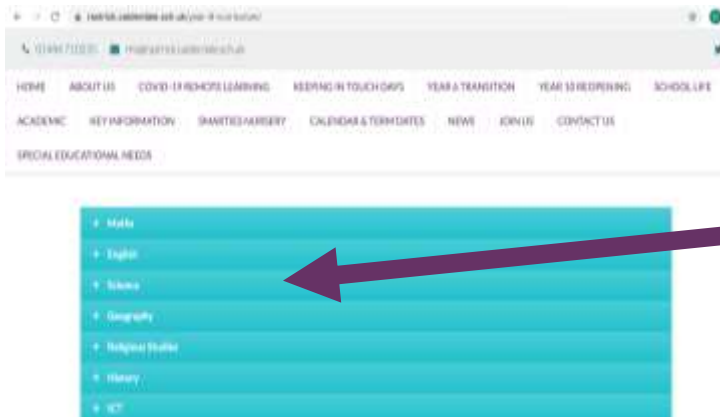 HOME ABOUT US COVID-19 REMOTE LEARNING KEEPING IN TOUCH DAYS YEAR 6 TRANSITION YEAR 10 REOPENING SCHOOL LIFE
ACADEMIC KEY INFORMATION SMARTIES NURSERY CALENDAR & TERM DATES NEWS JOIN US CONTACT US
SPECIAL EDUCATIONAL NEEDS
+ Maths
+ English
+ Science
+ Geography
+ Religious Studies
+ History
+ ICT